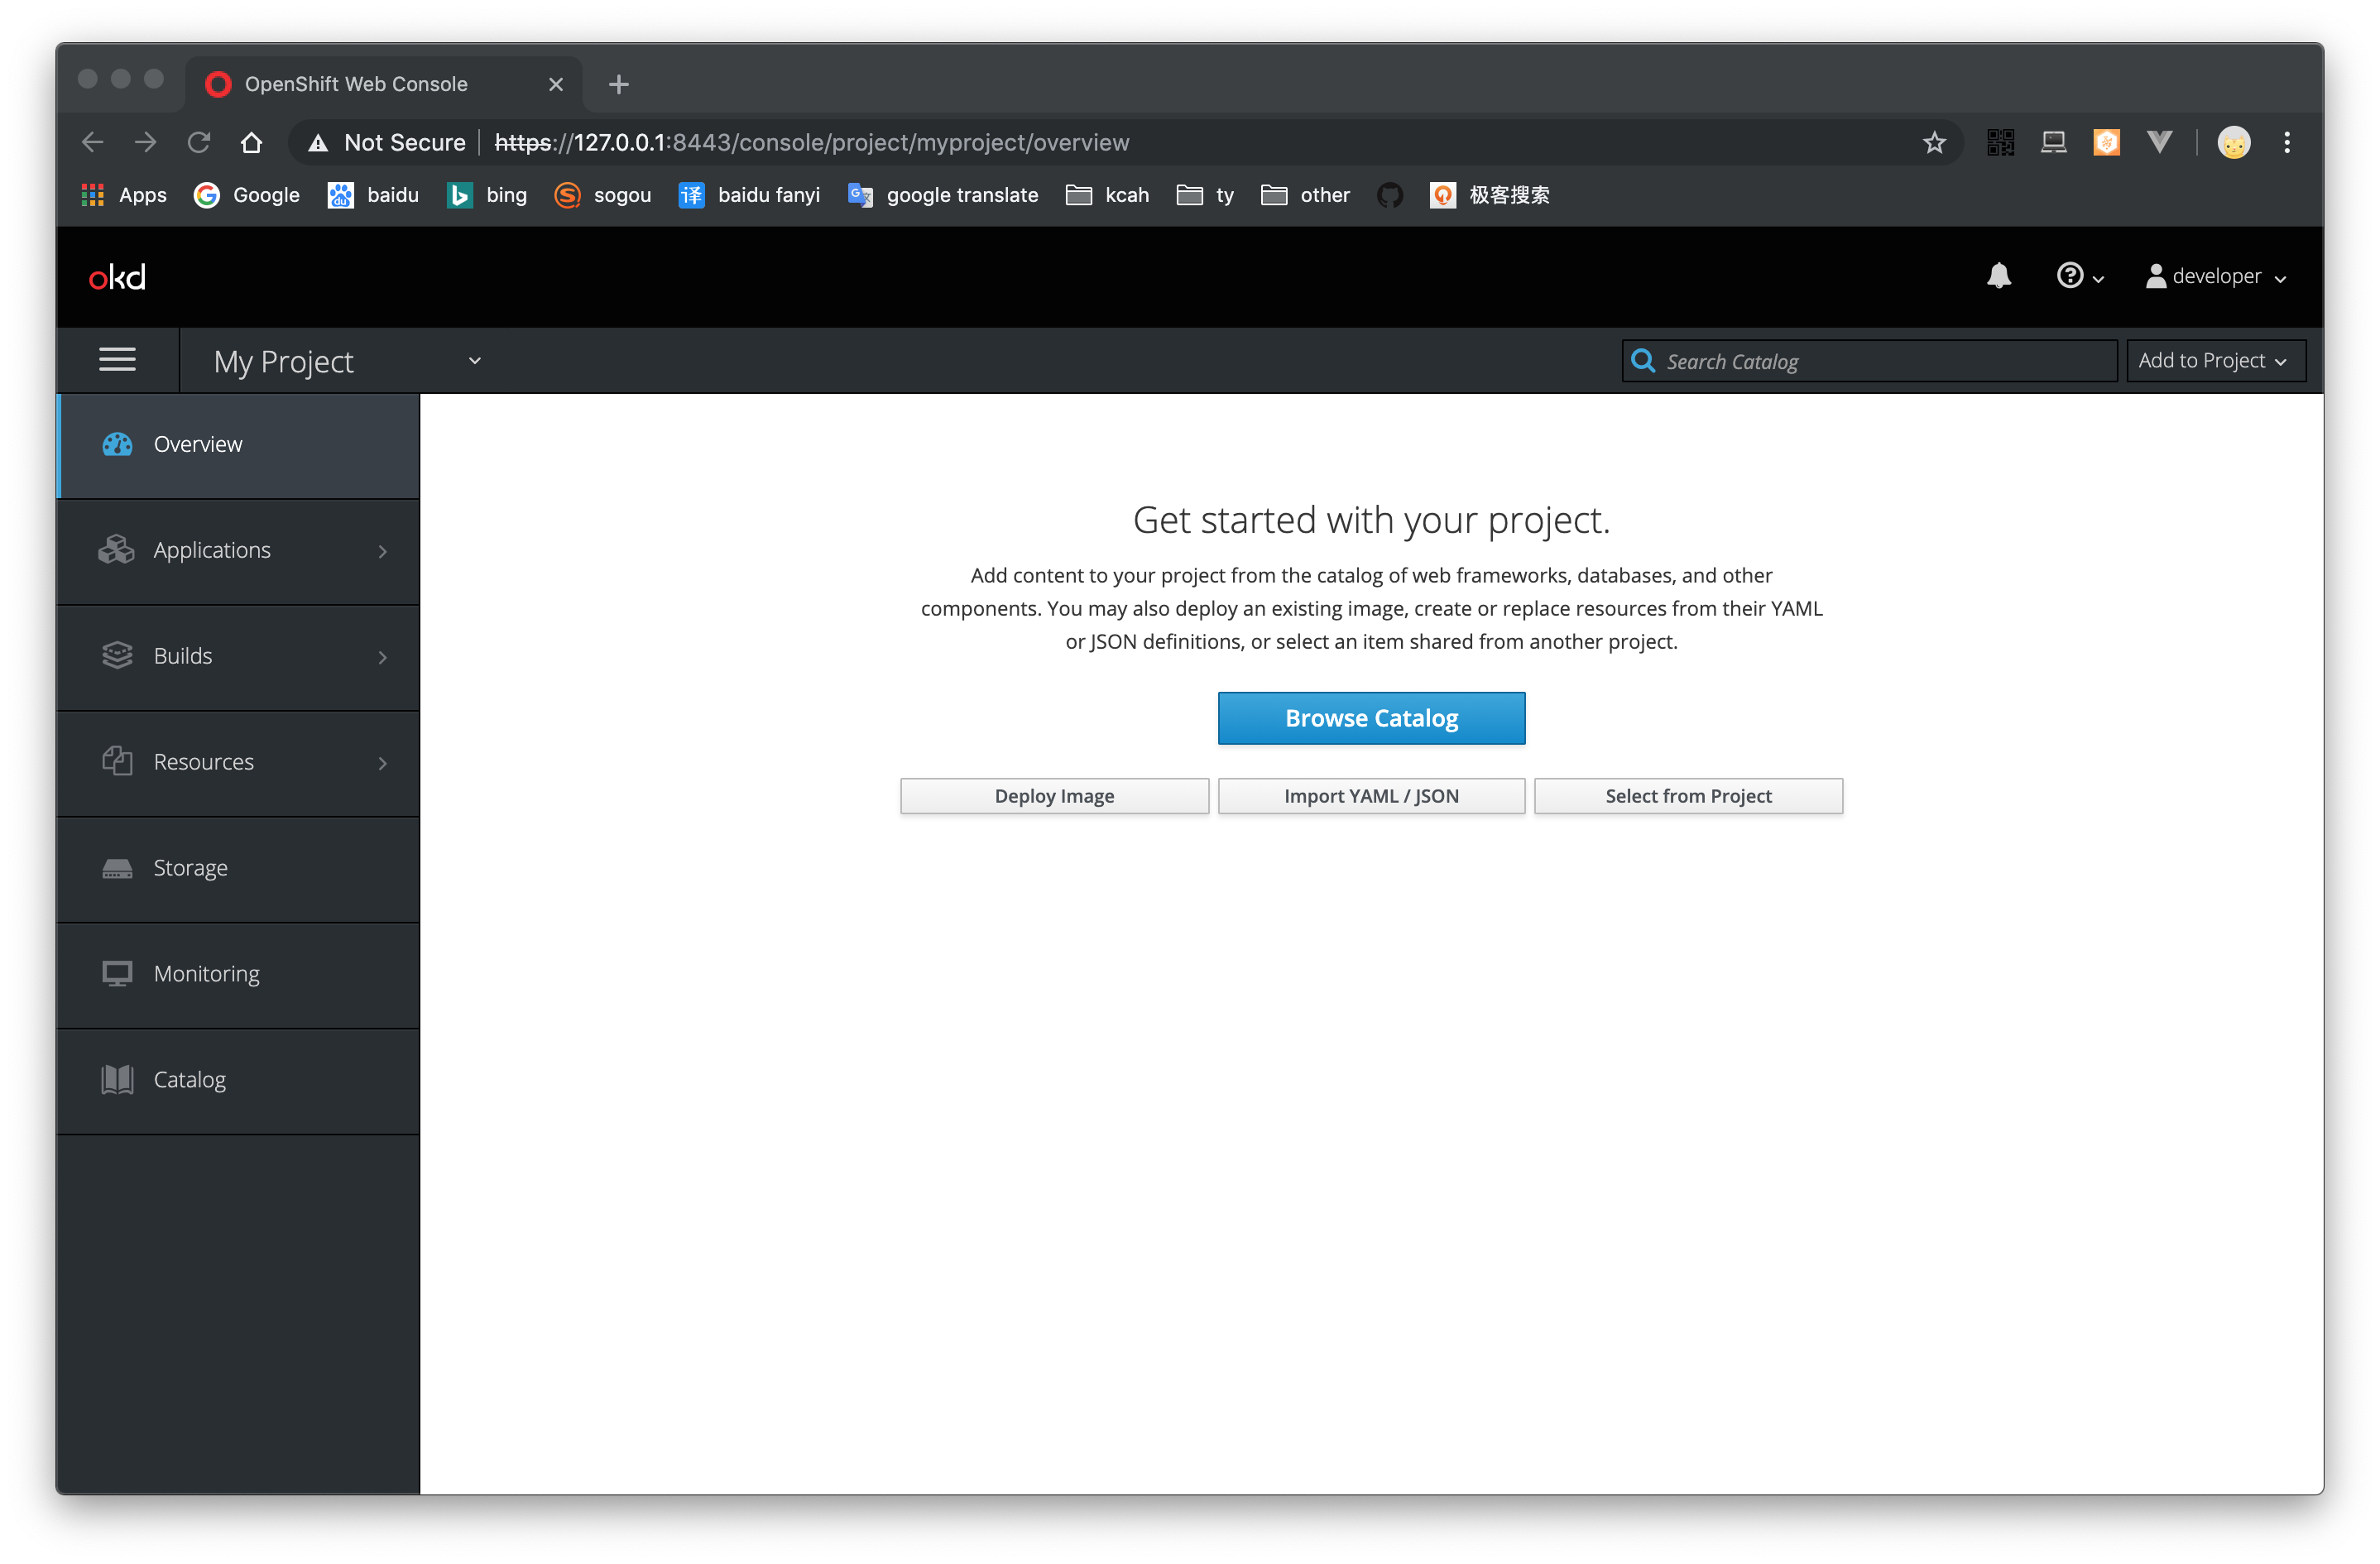 OpenShift Web Console
Not Secure https://127.0.0.1:8443/console/project/myproject/overview
Apps Google baidu bing sogou baidu fanyi google translate kcah ty other 极客搜索
okd developer
My Project Search Catalog Add to Project
Overview
Applications
Builds
Resources
Storage
Monitoring
Catalog
Get started with your project.
Add content to your project from the catalog of web frameworks, databases, and other
components. You may also deploy an existing image, create or replace resources from their YAML
or JSON definitions, or select an item shared from another project.
Browse Catalog
Deploy Image Import YAML / JSON Select from Project